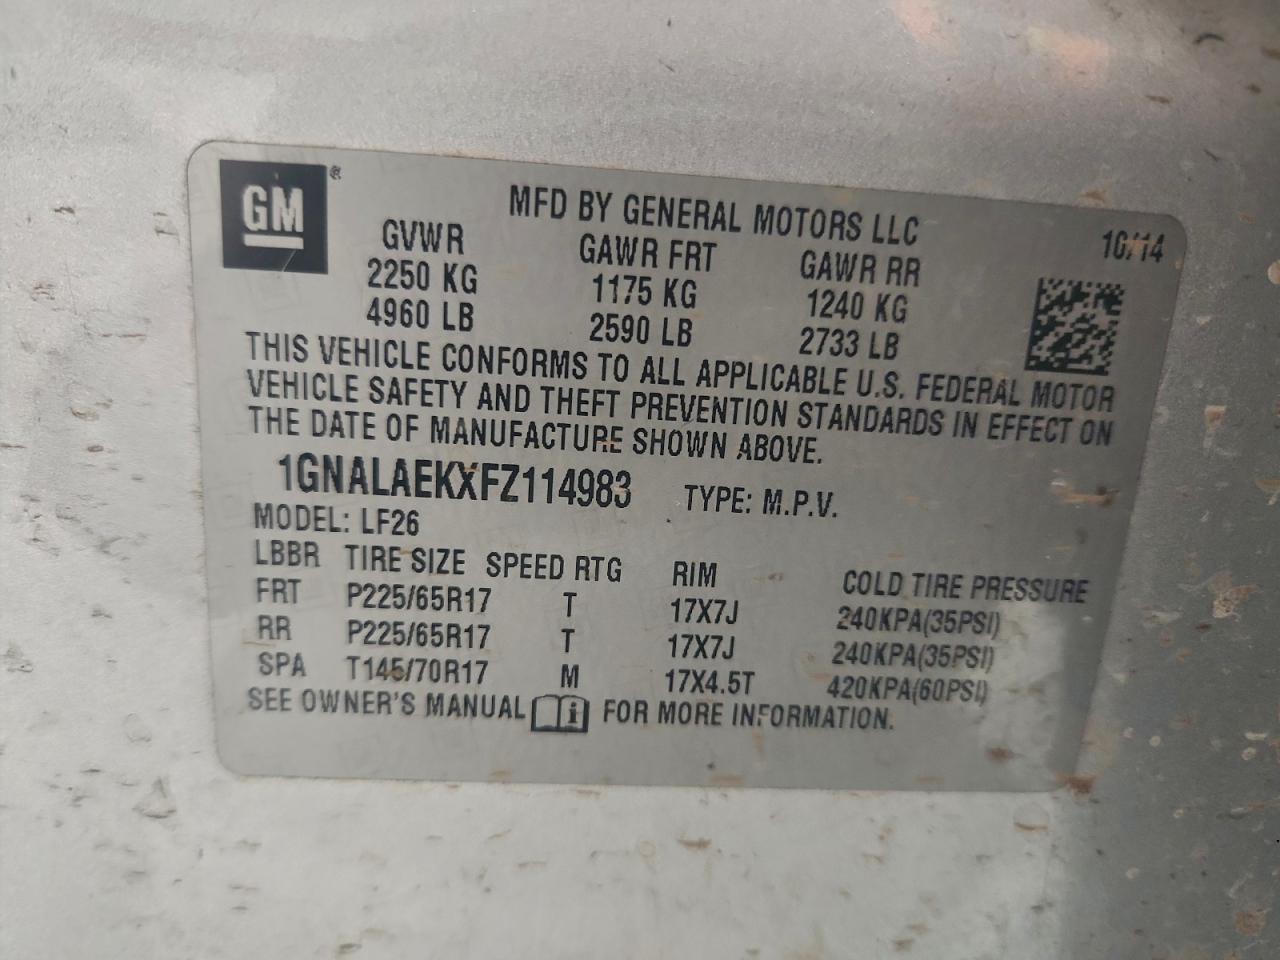 GM ®
MFD BY GENERAL MOTORS LLC
10/14
GVWR GAWR FRT GAWR RR
2250 KG 1175 KG 1240 KG
4960 LB 2590 LB 2733 LB
THIS VEHICLE CONFORMS TO ALL APPLICABLE U.S. FEDERAL MOTOR
VEHICLE SAFETY AND THEFT PREVENTION STANDARDS IN EFFECT ON
THE DATE OF MANUFACTURE SHOWN ABOVE.
1GNALAEKXFZ114983 TYPE: M.P.V.
MODEL: LF26
LBBR TIRE SIZE SPEED RTG RIM COLD TIRE PRESSURE
FRT P225/65R17 T 17X7J 240KPA(35PSI)
RR P225/65R17 T 17X7J 240KPA(35PSI)
SPA T145/70R17 M 17X4.5T 420KPA(60PSI)
SEE OWNER'S MANUAL i FOR MORE INFORMATION.